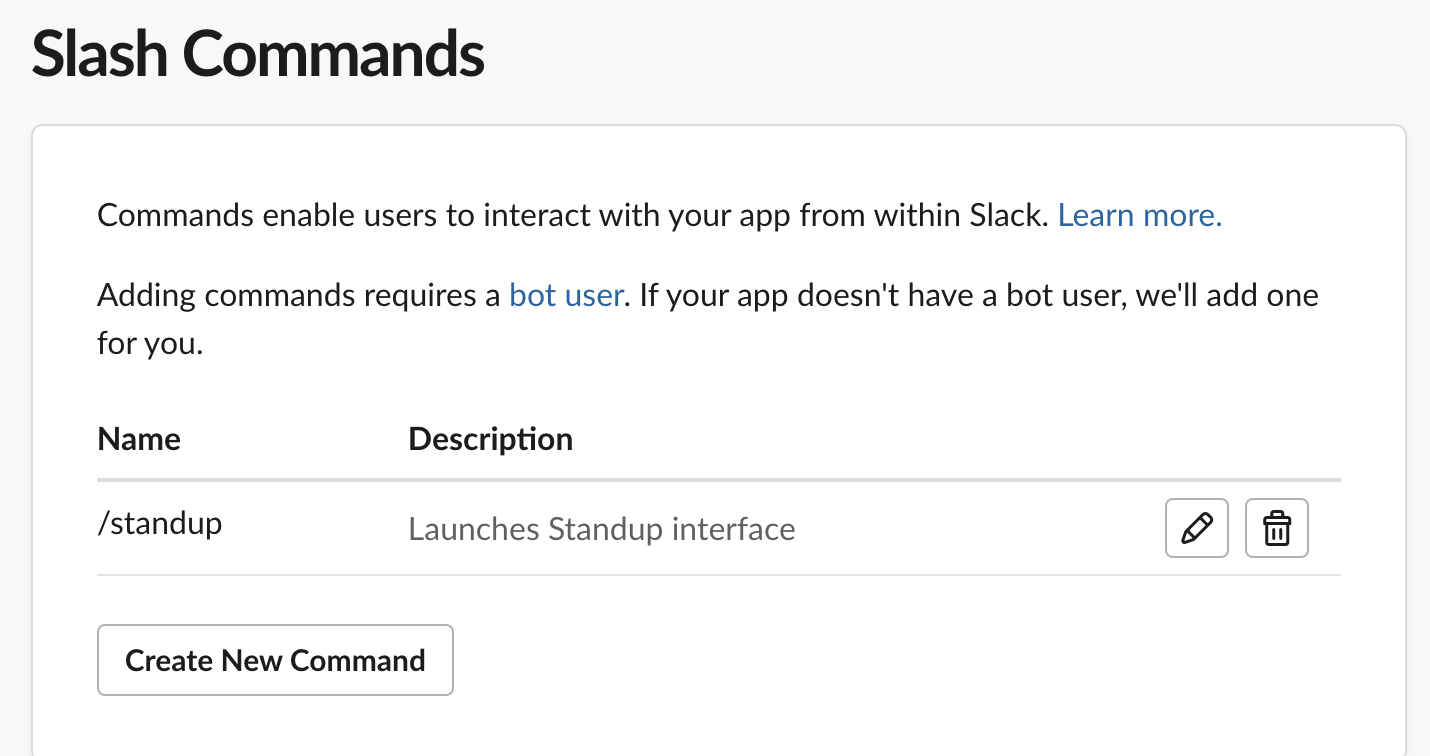 Slash Commands
Commands enable users to interact with your app from within Slack. Learn more.
Adding commands requires a bot user. If your app doesn't have a bot user, we'll add one
for you.
Name Description
/standup Launches Standup interface
Create New Command